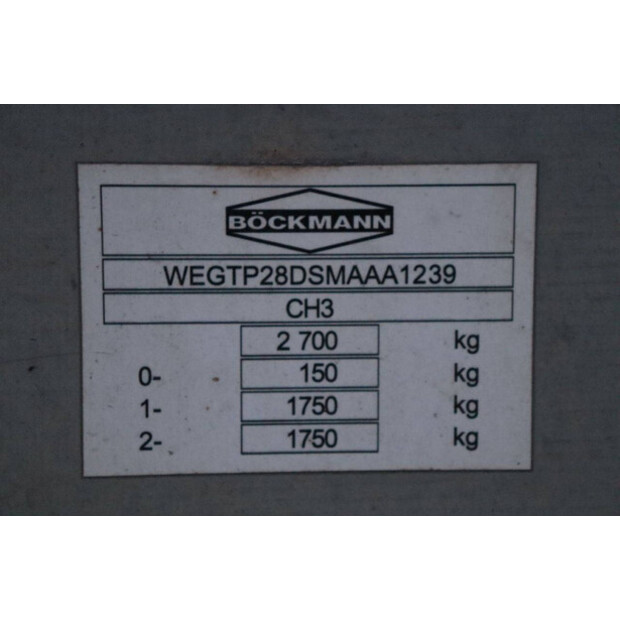 BÖCKMANN
WEGTP28DSMAAA1239
CH3
2 700 kg
0- 150 kg
1- 1750 kg
2- 1750 kg